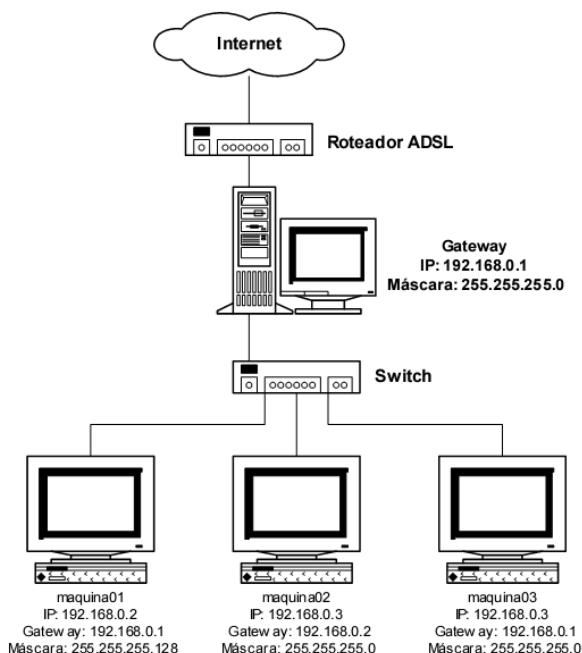 Internet
Roteador ADSL
Gateway
IP: 192.168.0.1
Máscara: 255.255.255.0
Switch
maquina01
IP: 192.168.0.2
Gateway: 192.168.0.1
Máscara: 255.255.255.128
maquina02
IP: 192.168.0.3
Gateway: 192.168.0.2
Máscara: 255.255.255.0
maquina03
IP: 192.168.0.3
Gateway: 192.168.0.1
Máscara: 255.255.255.0